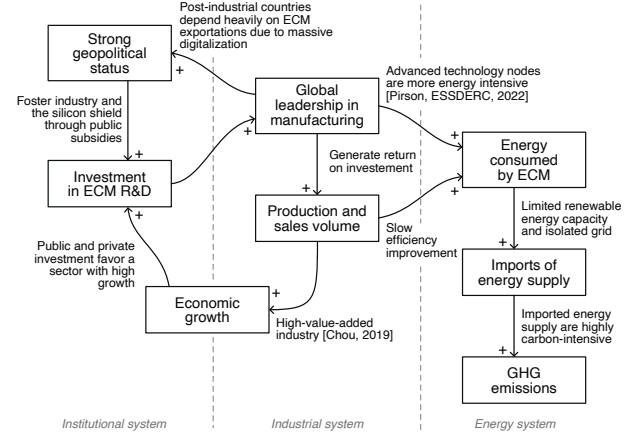 Post-industrial countries
depend heavily on ECM
exportations due to massive
digitalization
Strong
geopolitical
status
+
Foster industry and
the silicon shield
through public
subsidies
+
Investment
in ECM R&D
+
Public and private
investment favor a
sector with high
growth
Global
leadership in
manufacturing
+
Advanced technology nodes
are more energy intensive
[Pirson, ESSDERC, 2022]
Generate return
on investement
+
Production and
sales volume
Slow
efficiency
improvement
Economic
growth
+
High-value-added
industry [Chou, 2019]
+
Energy
consumed
by ECM
+
Limited renewable
energy capacity
and isolated grid
+
Imports of
energy supply
Imported energy
supply are highly
carbon-intensive
+
GHG
emissions
Institutional system
Industrial system
Energy system